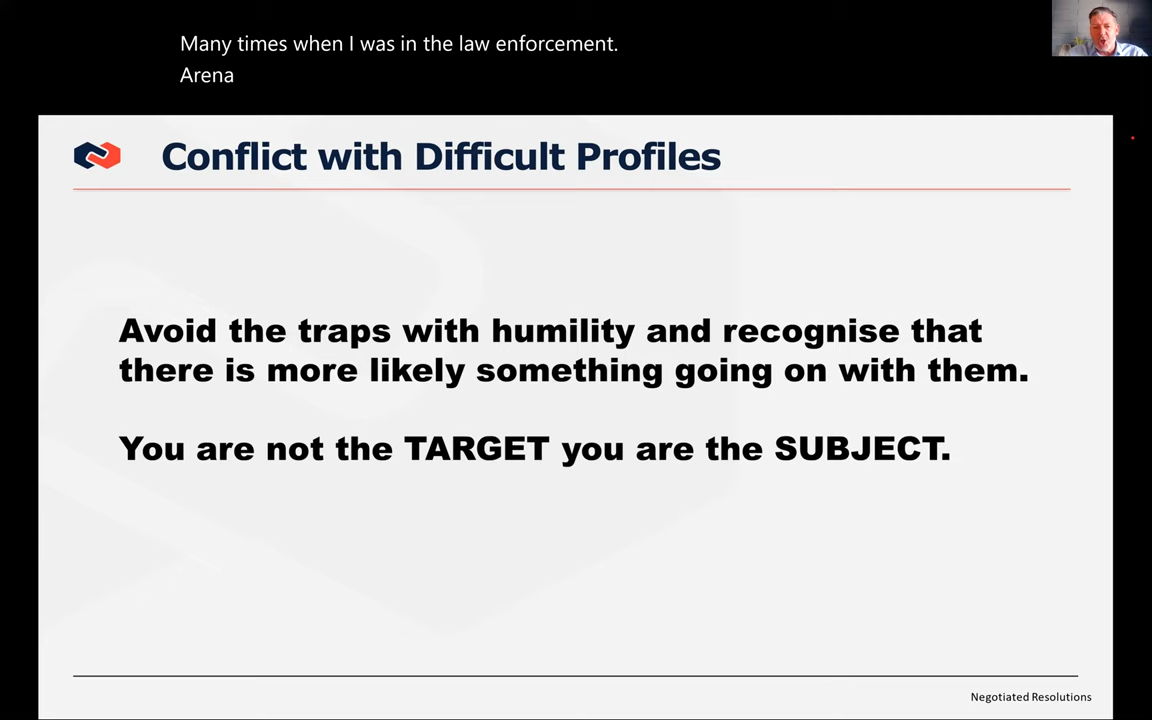 Many times when I was in the law enforcement.
Arena
Conflict with Difficult Profiles
Avoid the traps with humility and recognise that
there is more likely something going on with them.
You are not the TARGET you are the SUBJECT.
Negotiated Resolutions